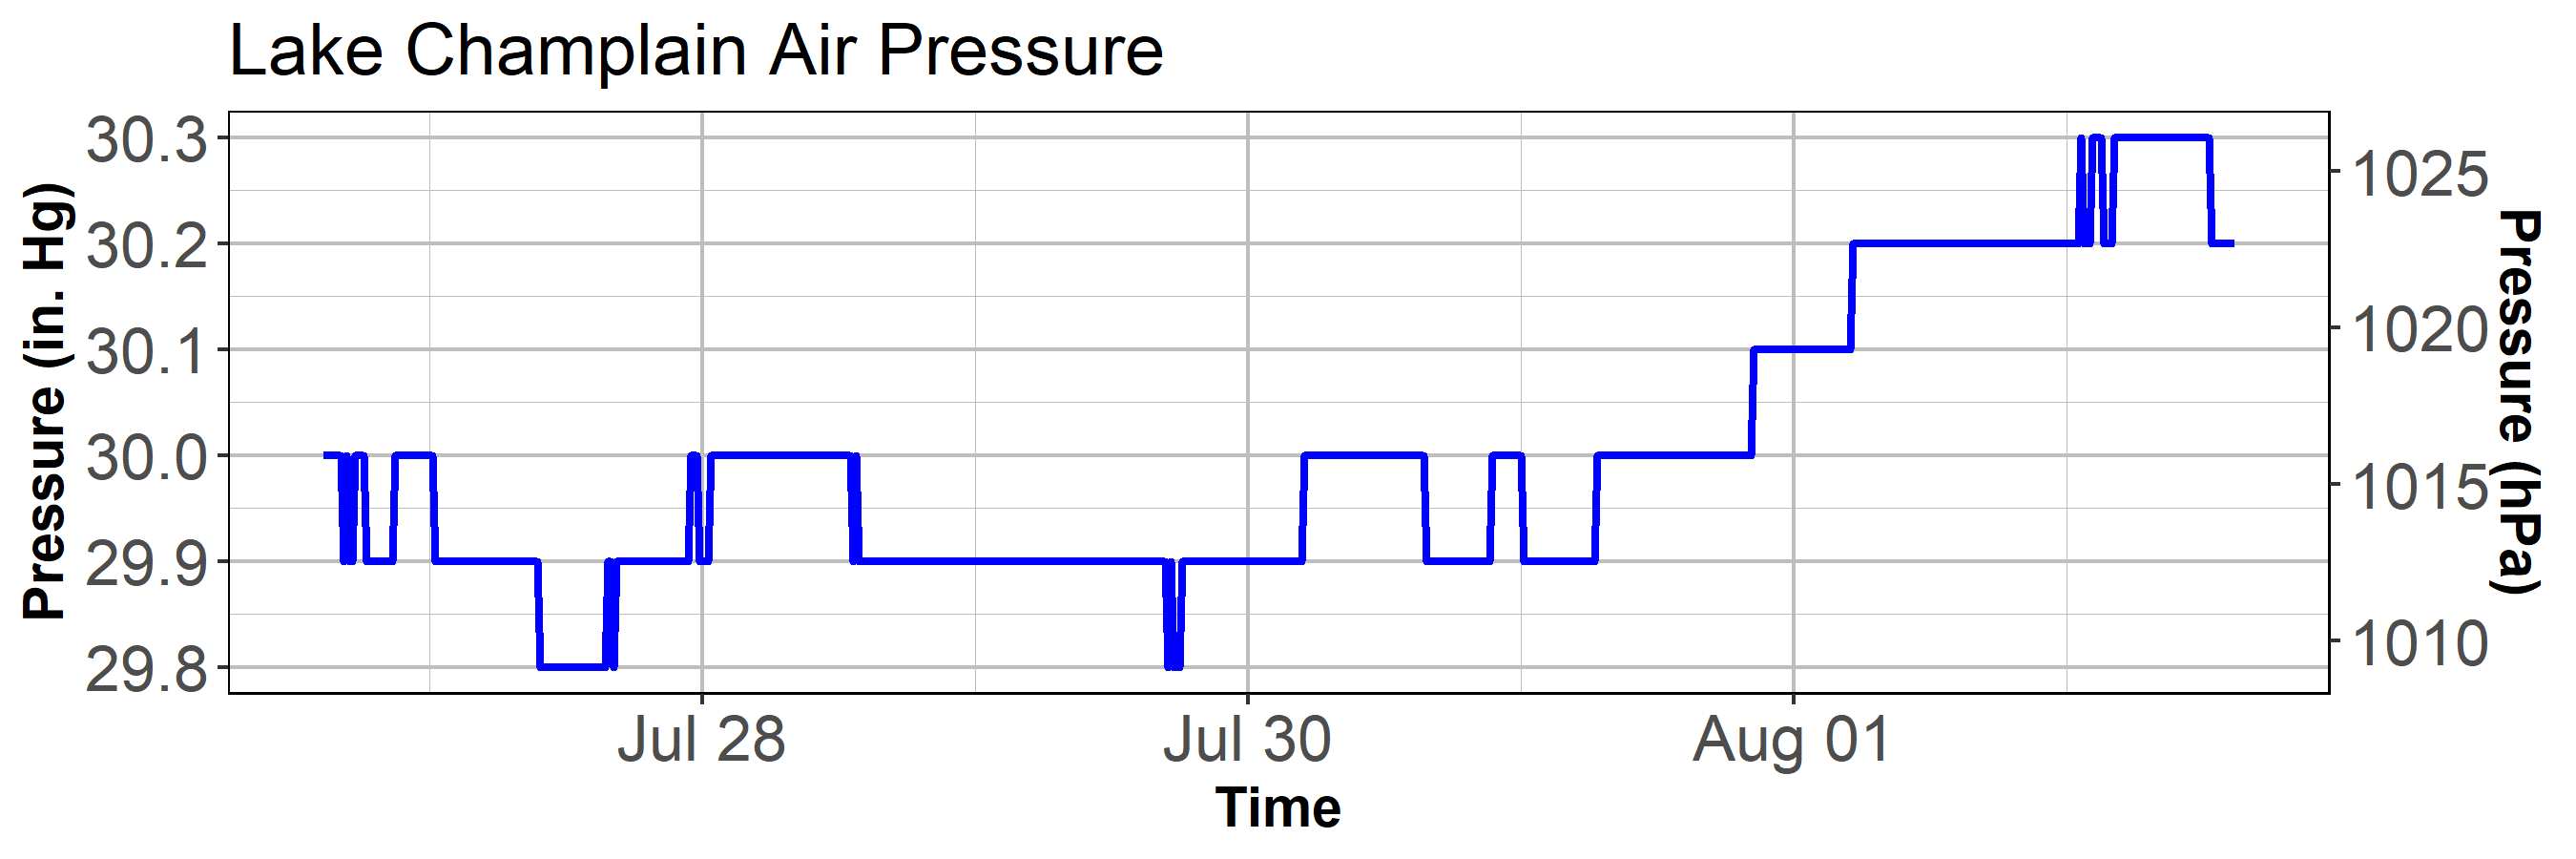 Lake Champlain Air Pressure
Pressure (in. Hg)
30.3
30.2
30.1
30.0
29.9
29.8
1025
1020
1015
1010
Pressure (hPa)
Jul 28
Jul 30
Aug 01
Time